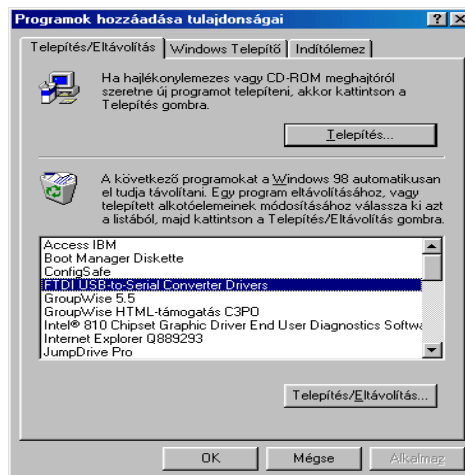 Programok hozzáadása tulajdonságai
Telepítés/Eltávolítás Windows Telepítő Indítólemez
Ha hajlékonylemezes vagy CD-ROM meghajtóról
szeretne új programot telepíteni, akkor kattintson a
Telepítés gombra.
Telepítés...
A következő programokat a Windows 98 automatikusan
el tudja távolítani. Egy program eltávolításához, vagy
telepített alkotóelemeinek módosításához válassza ki azt
a listából, majd kattintson a Telepítés/Eltávolítás gombra.
Access IBM
Boot Manager Diskette
ConfigSafe
FTDI USB-to-Serial Converter Drivers
GroupWise 5.5
GroupWise HTML-támogatás C3PO
Intel® 810 Chipset Graphic Driver End User Diagnostics Softwa
Internet Explorer Q889293
JumpDrive Pro
Telepítés/Eltávolítás...
OK Mégse Alkalmaz